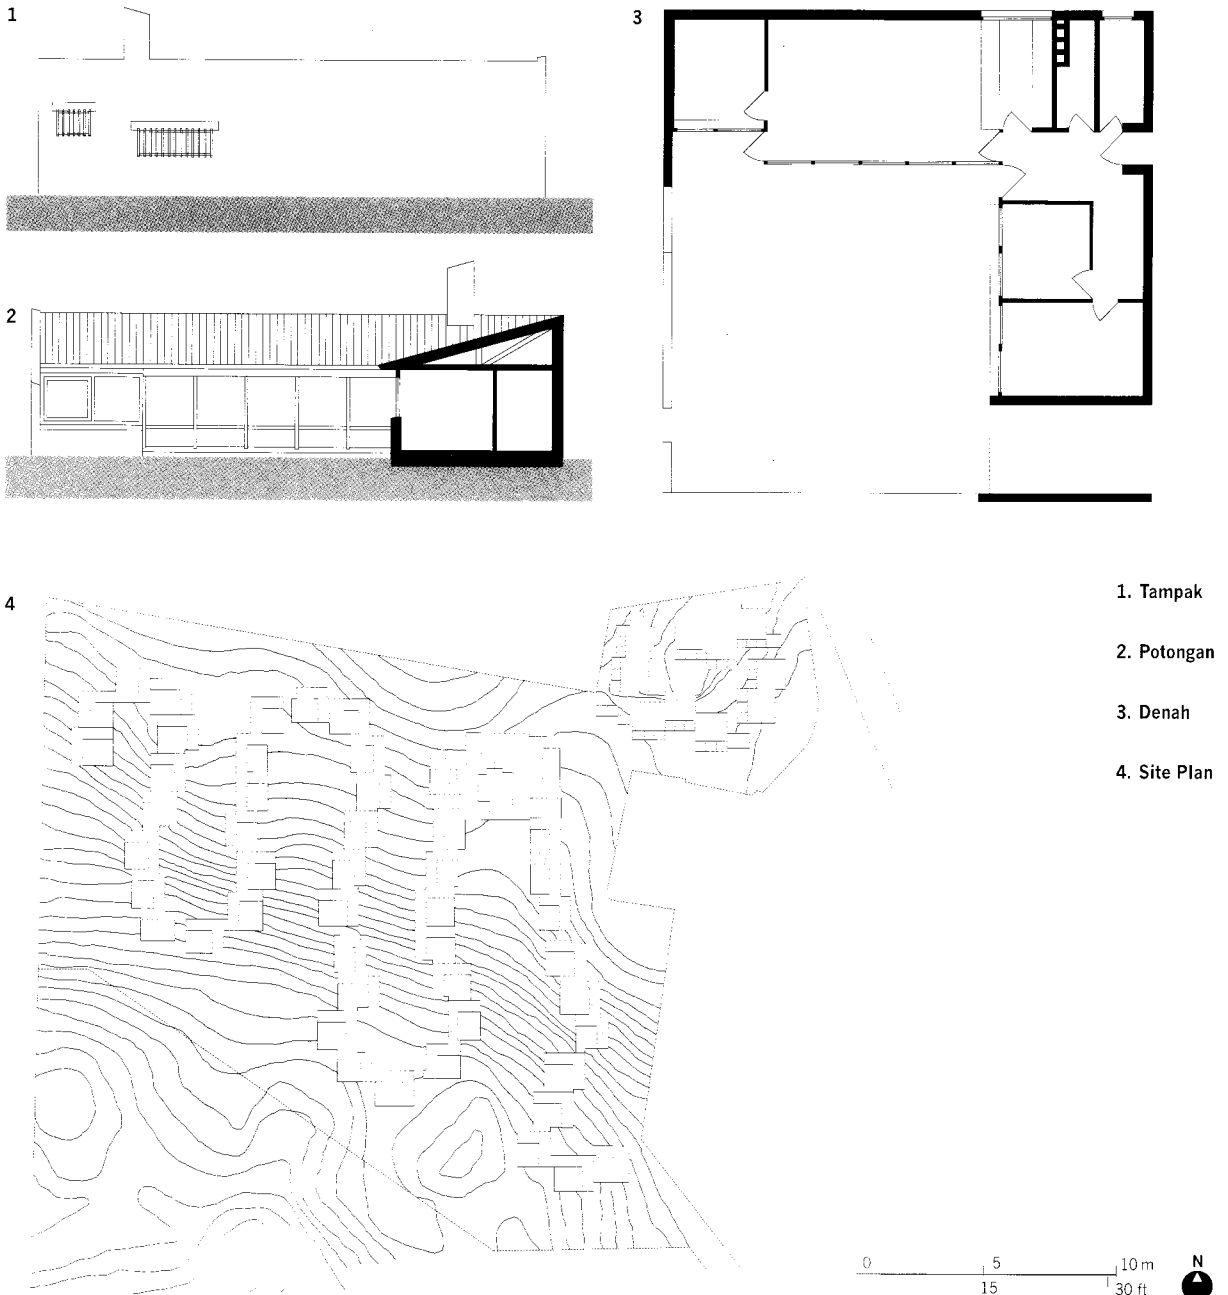 1
3
2
4
1. Tampak
2. Potongan
3. Denah
4. Site Plan
0 5 10 m
15 30 ft
N